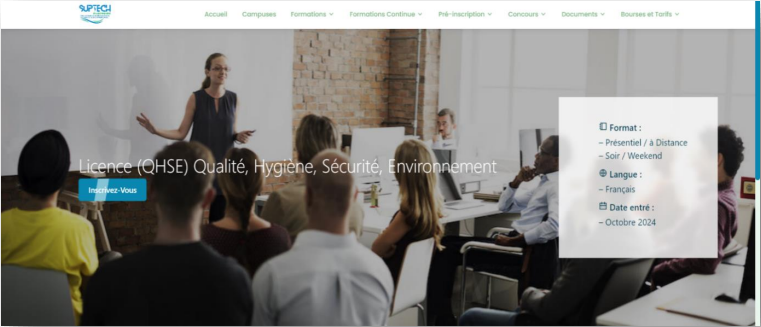 SUPTECH
Accueil
Campuses
Formations
Formations Continue
Pré-inscription
Concours
Documents
Bourses et Tarifs
Licence (QHSE) Qualité, Hygiène, Sécurité, Environnement
Inscrivez-Vous
Format :
– Présentiel / à Distance
– Soir / Weekend
Langue :
– Français
Date entré :
– Octobre 2024